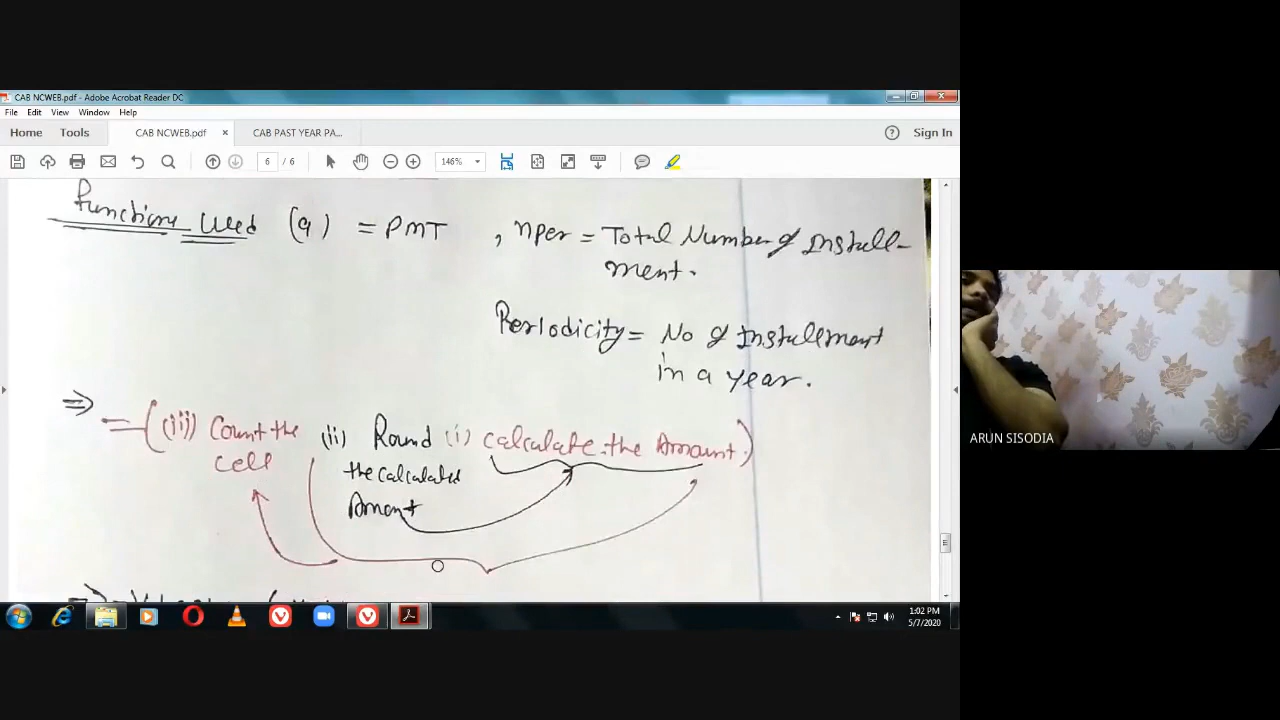 CAB NCWEB.pdf - Adobe Acrobat Reader DC
File Edit View Window Help
Home Tools CAB NCWEB.pdf × CAB PAST YEAR PA... Sign In
6 / 6 146%
Functions Used (a) = PMT , nper = Total Number of Install-
ment.
Periodicity = No of Installment
in a year.
⇒
= ( (iii) Count the (ii) Round (i) calculate the Amount.)
cell the calculated
Amount
ARUN SISODIA
1:02 PM
5/7/2020